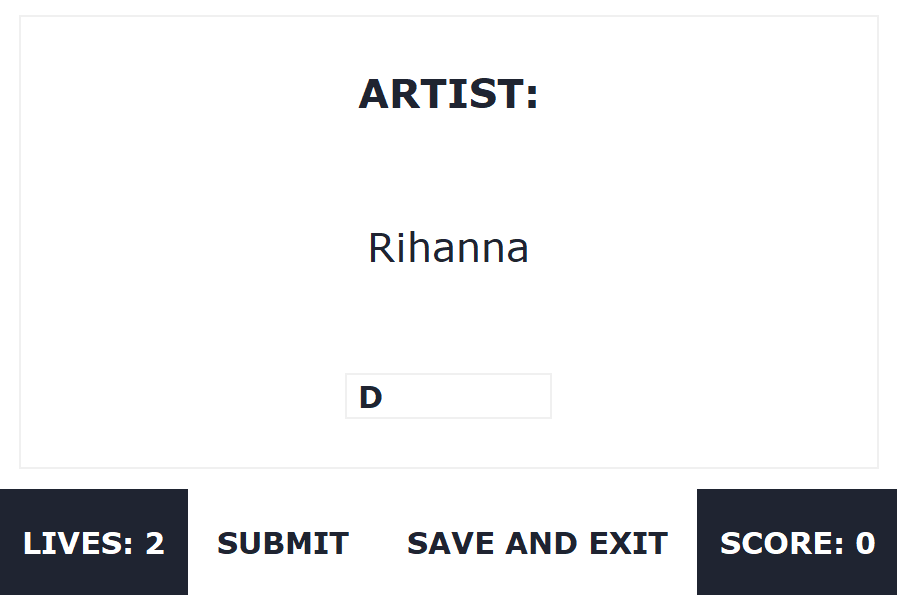 ARTIST:
Rihanna
D
LIVES: 2 SUBMIT SAVE AND EXIT SCORE: 0